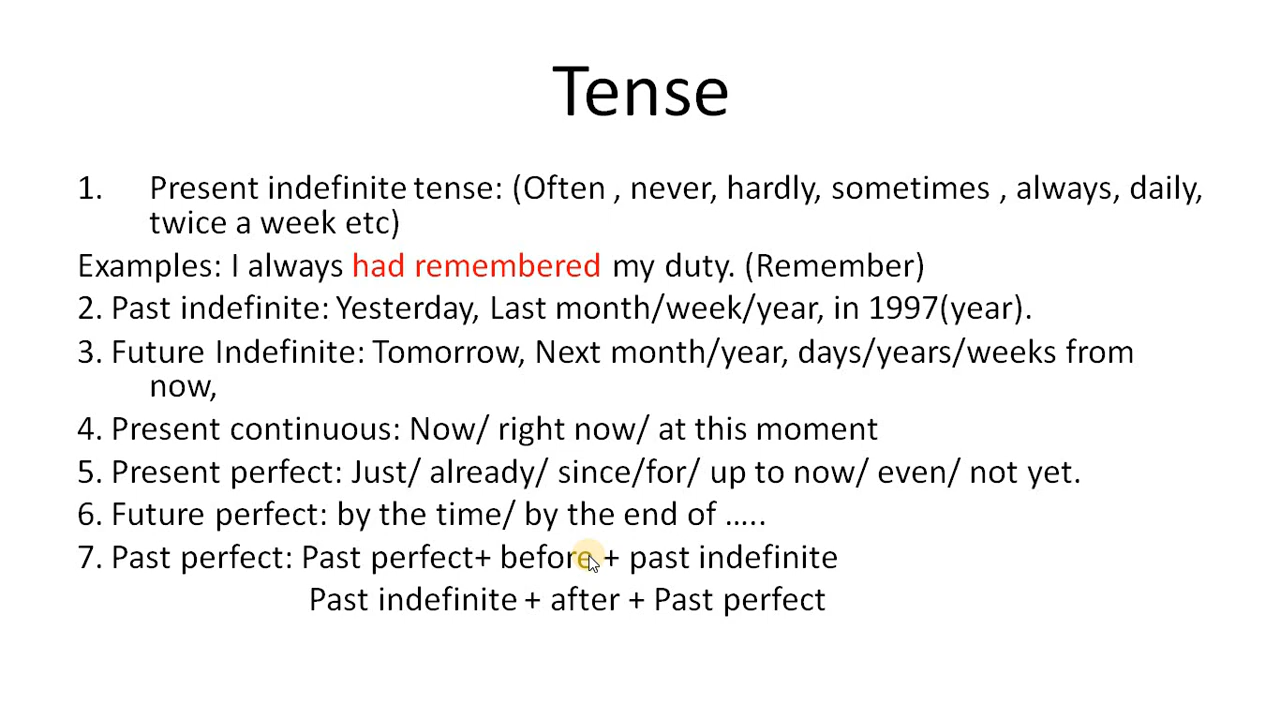 Tense
1. Present indefinite tense: (Often , never, hardly, sometimes , always, daily,
twice a week etc)
Examples: I always had remembered my duty. (Remember)
2. Past indefinite: Yesterday, Last month/week/year, in 1997(year).
3. Future Indefinite: Tomorrow, Next month/year, days/years/weeks from
now,
4. Present continuous: Now/ right now/ at this moment
5. Present perfect: Just/ already/ since/for/ up to now/ even/ not yet.
6. Future perfect: by the time/ by the end of …..
7. Past perfect: Past perfect+ before + past indefinite
Past indefinite + after + Past perfect